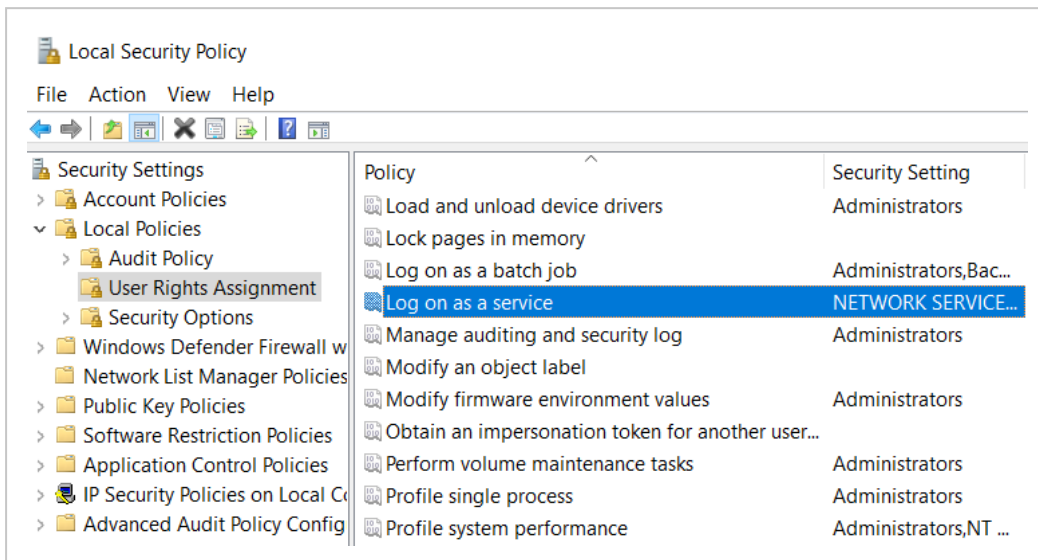 Local Security Policy
File Action View Help
Security Settings
Account Policies
Local Policies
Audit Policy
User Rights Assignment
Security Options
Windows Defender Firewall w
Network List Manager Policies
Public Key Policies
Software Restriction Policies
Application Control Policies
IP Security Policies on Local Co
Advanced Audit Policy Config
Policy Security Setting
Load and unload device drivers Administrators
Lock pages in memory
Log on as a batch job Administrators,Bac...
Log on as a service NETWORK SERVICE...
Manage auditing and security log Administrators
Modify an object label
Modify firmware environment values Administrators
Obtain an impersonation token for another user...
Perform volume maintenance tasks Administrators
Profile single process Administrators
Profile system performance Administrators,NT ...